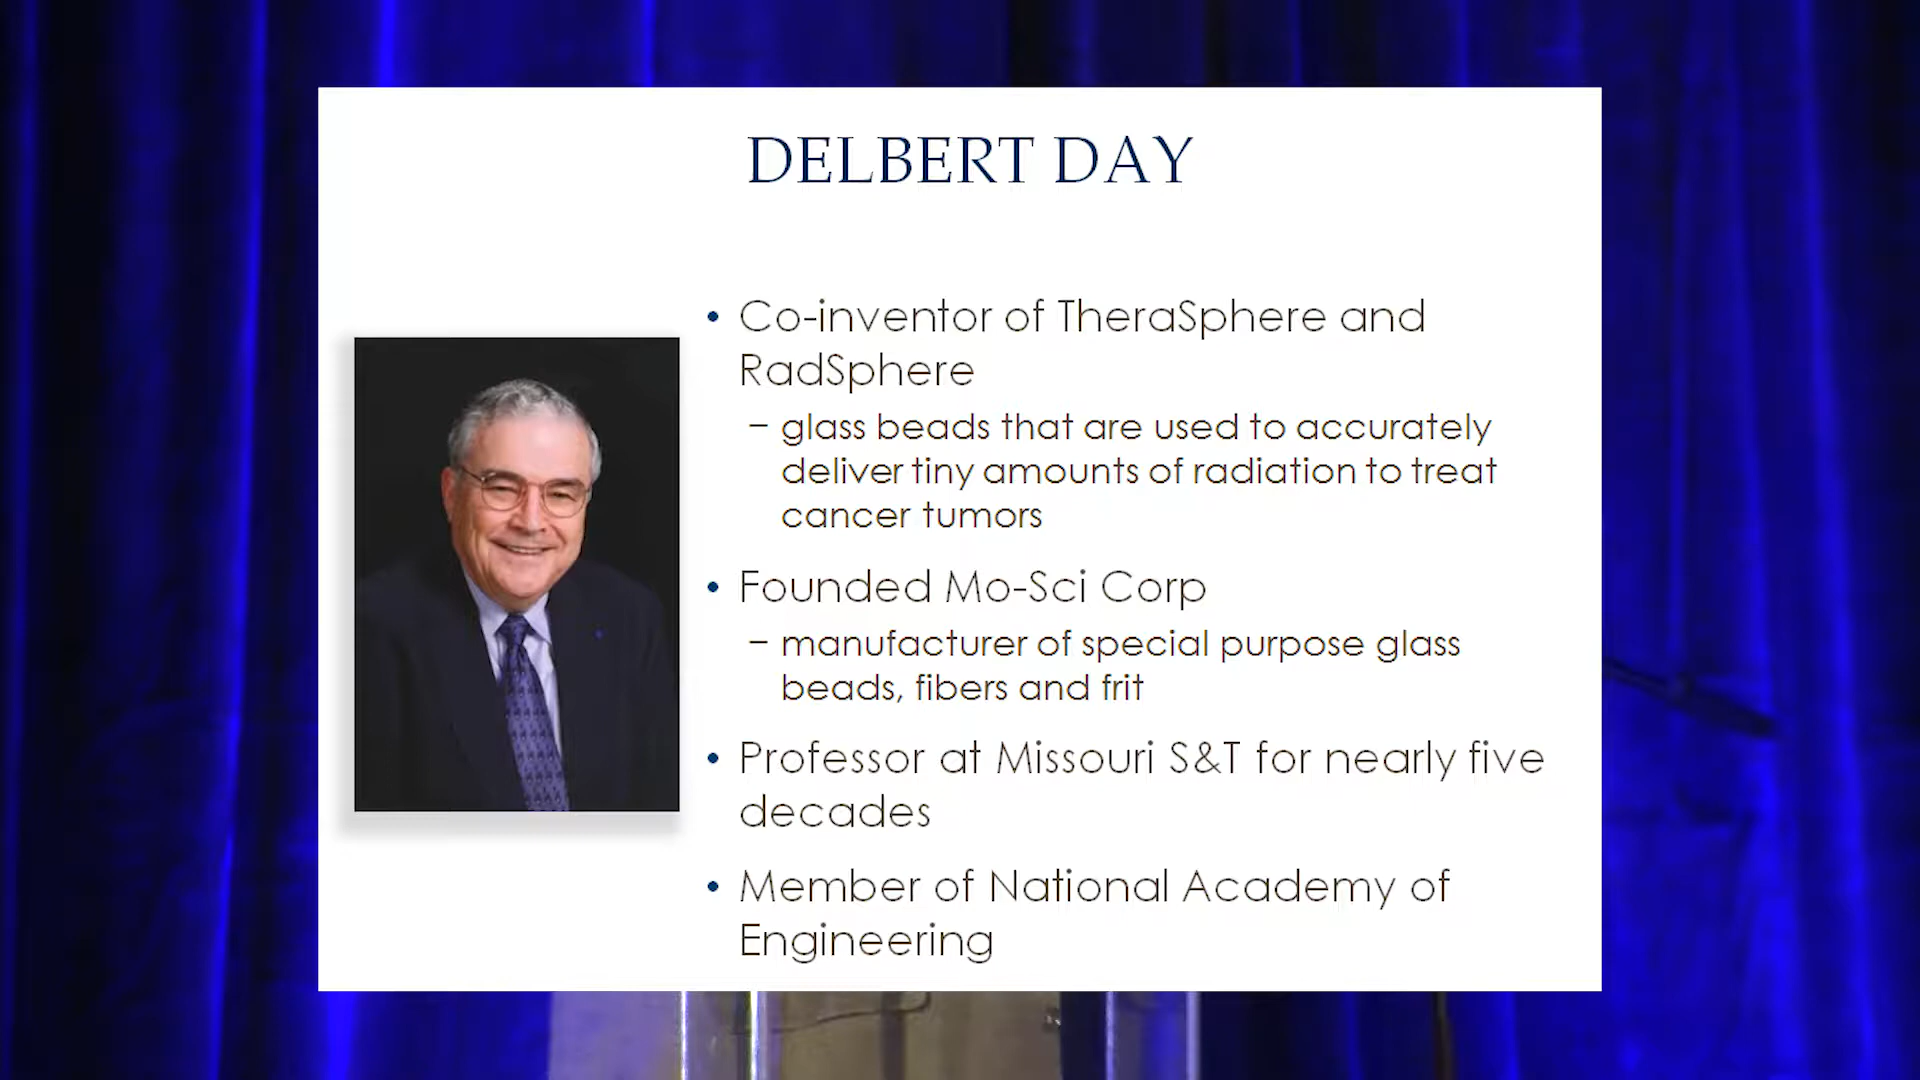 DELBERT DAY
• Co-inventor of TheraSphere and
RadSphere
– glass beads that are used to accurately
deliver tiny amounts of radiation to treat
cancer tumors
• Founded Mo-Sci Corp
– manufacturer of special purpose glass
beads, fibers and frit
• Professor at Missouri S&T for nearly five
decades
• Member of National Academy of
Engineering